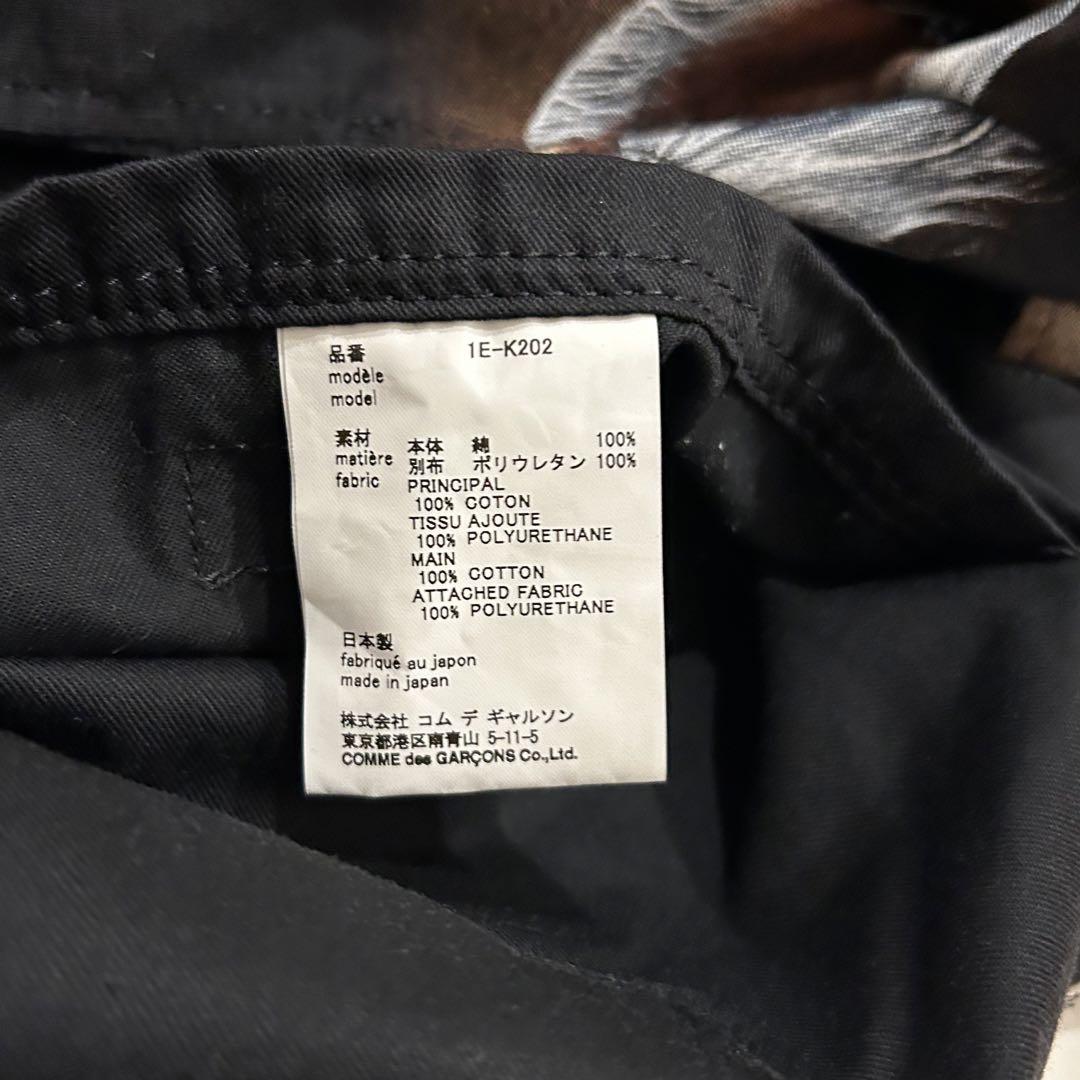 品番 1E-K202
modèle
model
素材 本体 綿 100%
matière 別布 ポリウレタン 100%
fabric PRINCIPAL
100% COTON
TISSU AJOUTE
100% POLYURETHANE
MAIN
100% COTTON
ATTACHED FABRIC
100% POLYURETHANE
日本製
fabriqué au japon
made in japan
株式会社 コム デ ギャルソン
東京都港区南青山 5-11-5
COMME des GARÇONS Co.,Ltd.